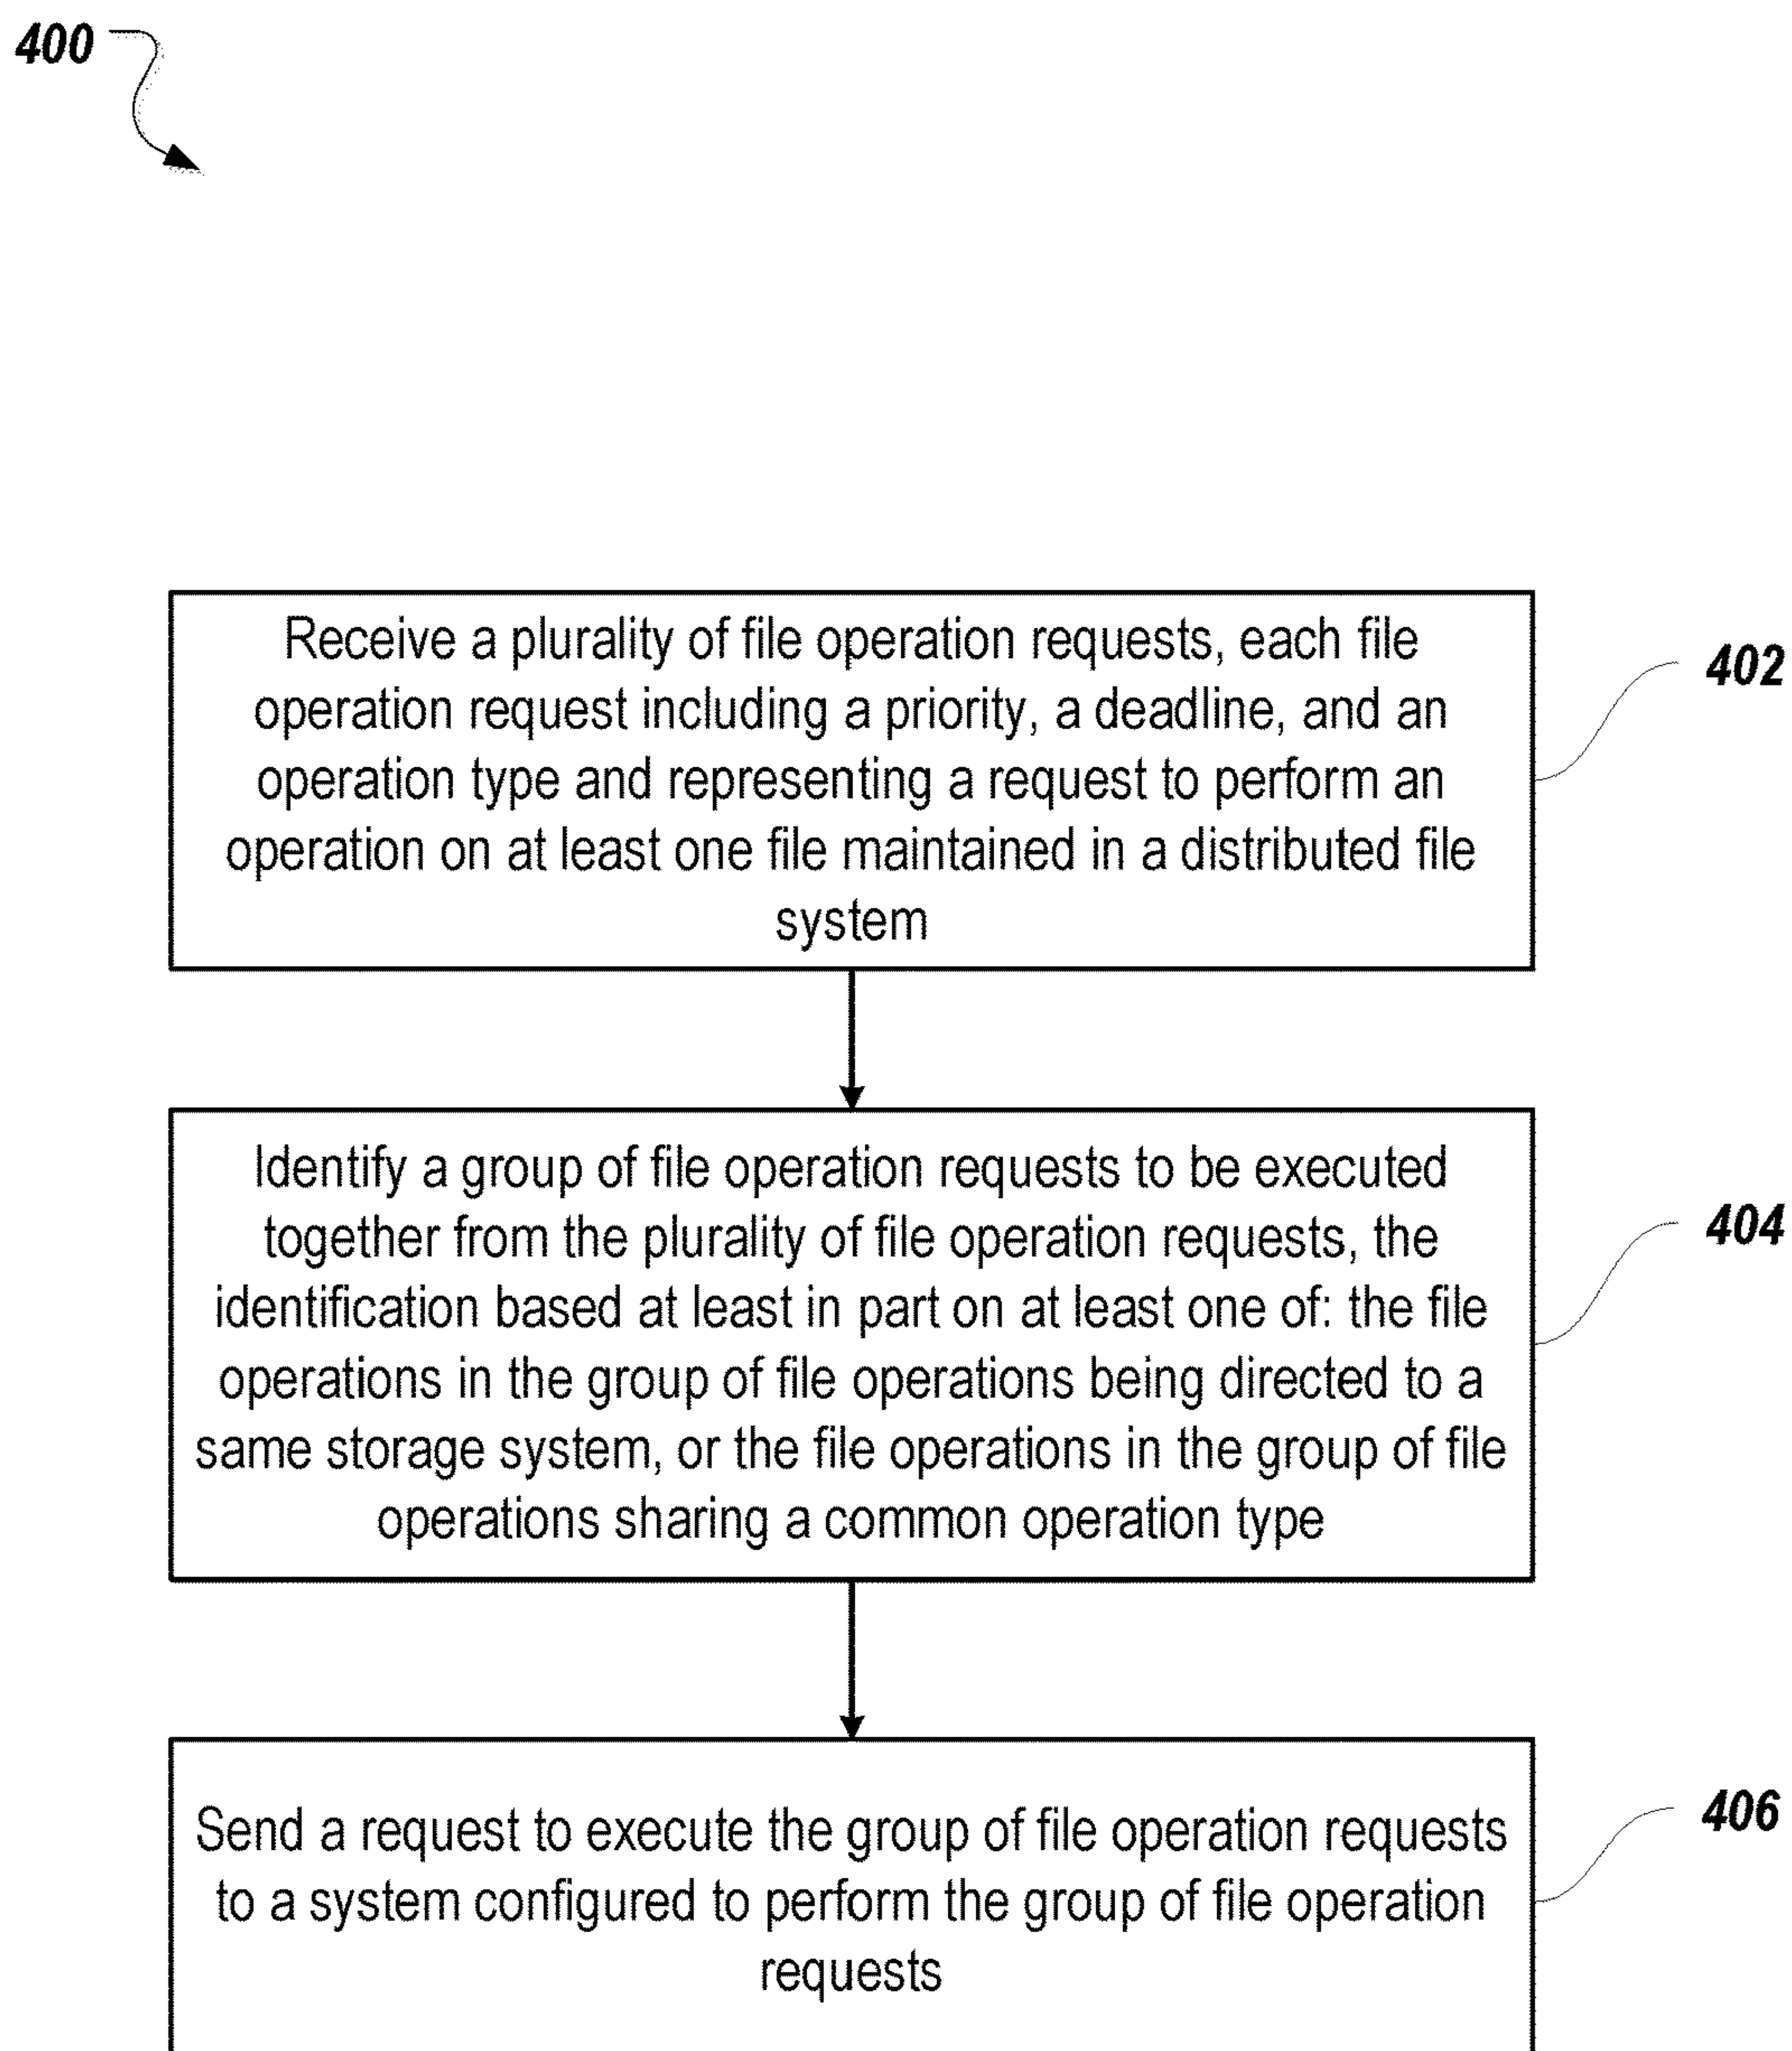 400
Receive a plurality of file operation requests, each file
operation request including a priority, a deadline, and an
operation type and representing a request to perform an
operation on at least one file maintained in a distributed file
system
402
Identify a group of file operation requests to be executed
together from the plurality of file operation requests, the
identification based at least in part on at least one of: the file
operations in the group of file operations being directed to a
same storage system, or the file operations in the group of file
operations sharing a common operation type
404
Send a request to execute the group of file operation requests
to a system configured to perform the group of file operation
requests
406